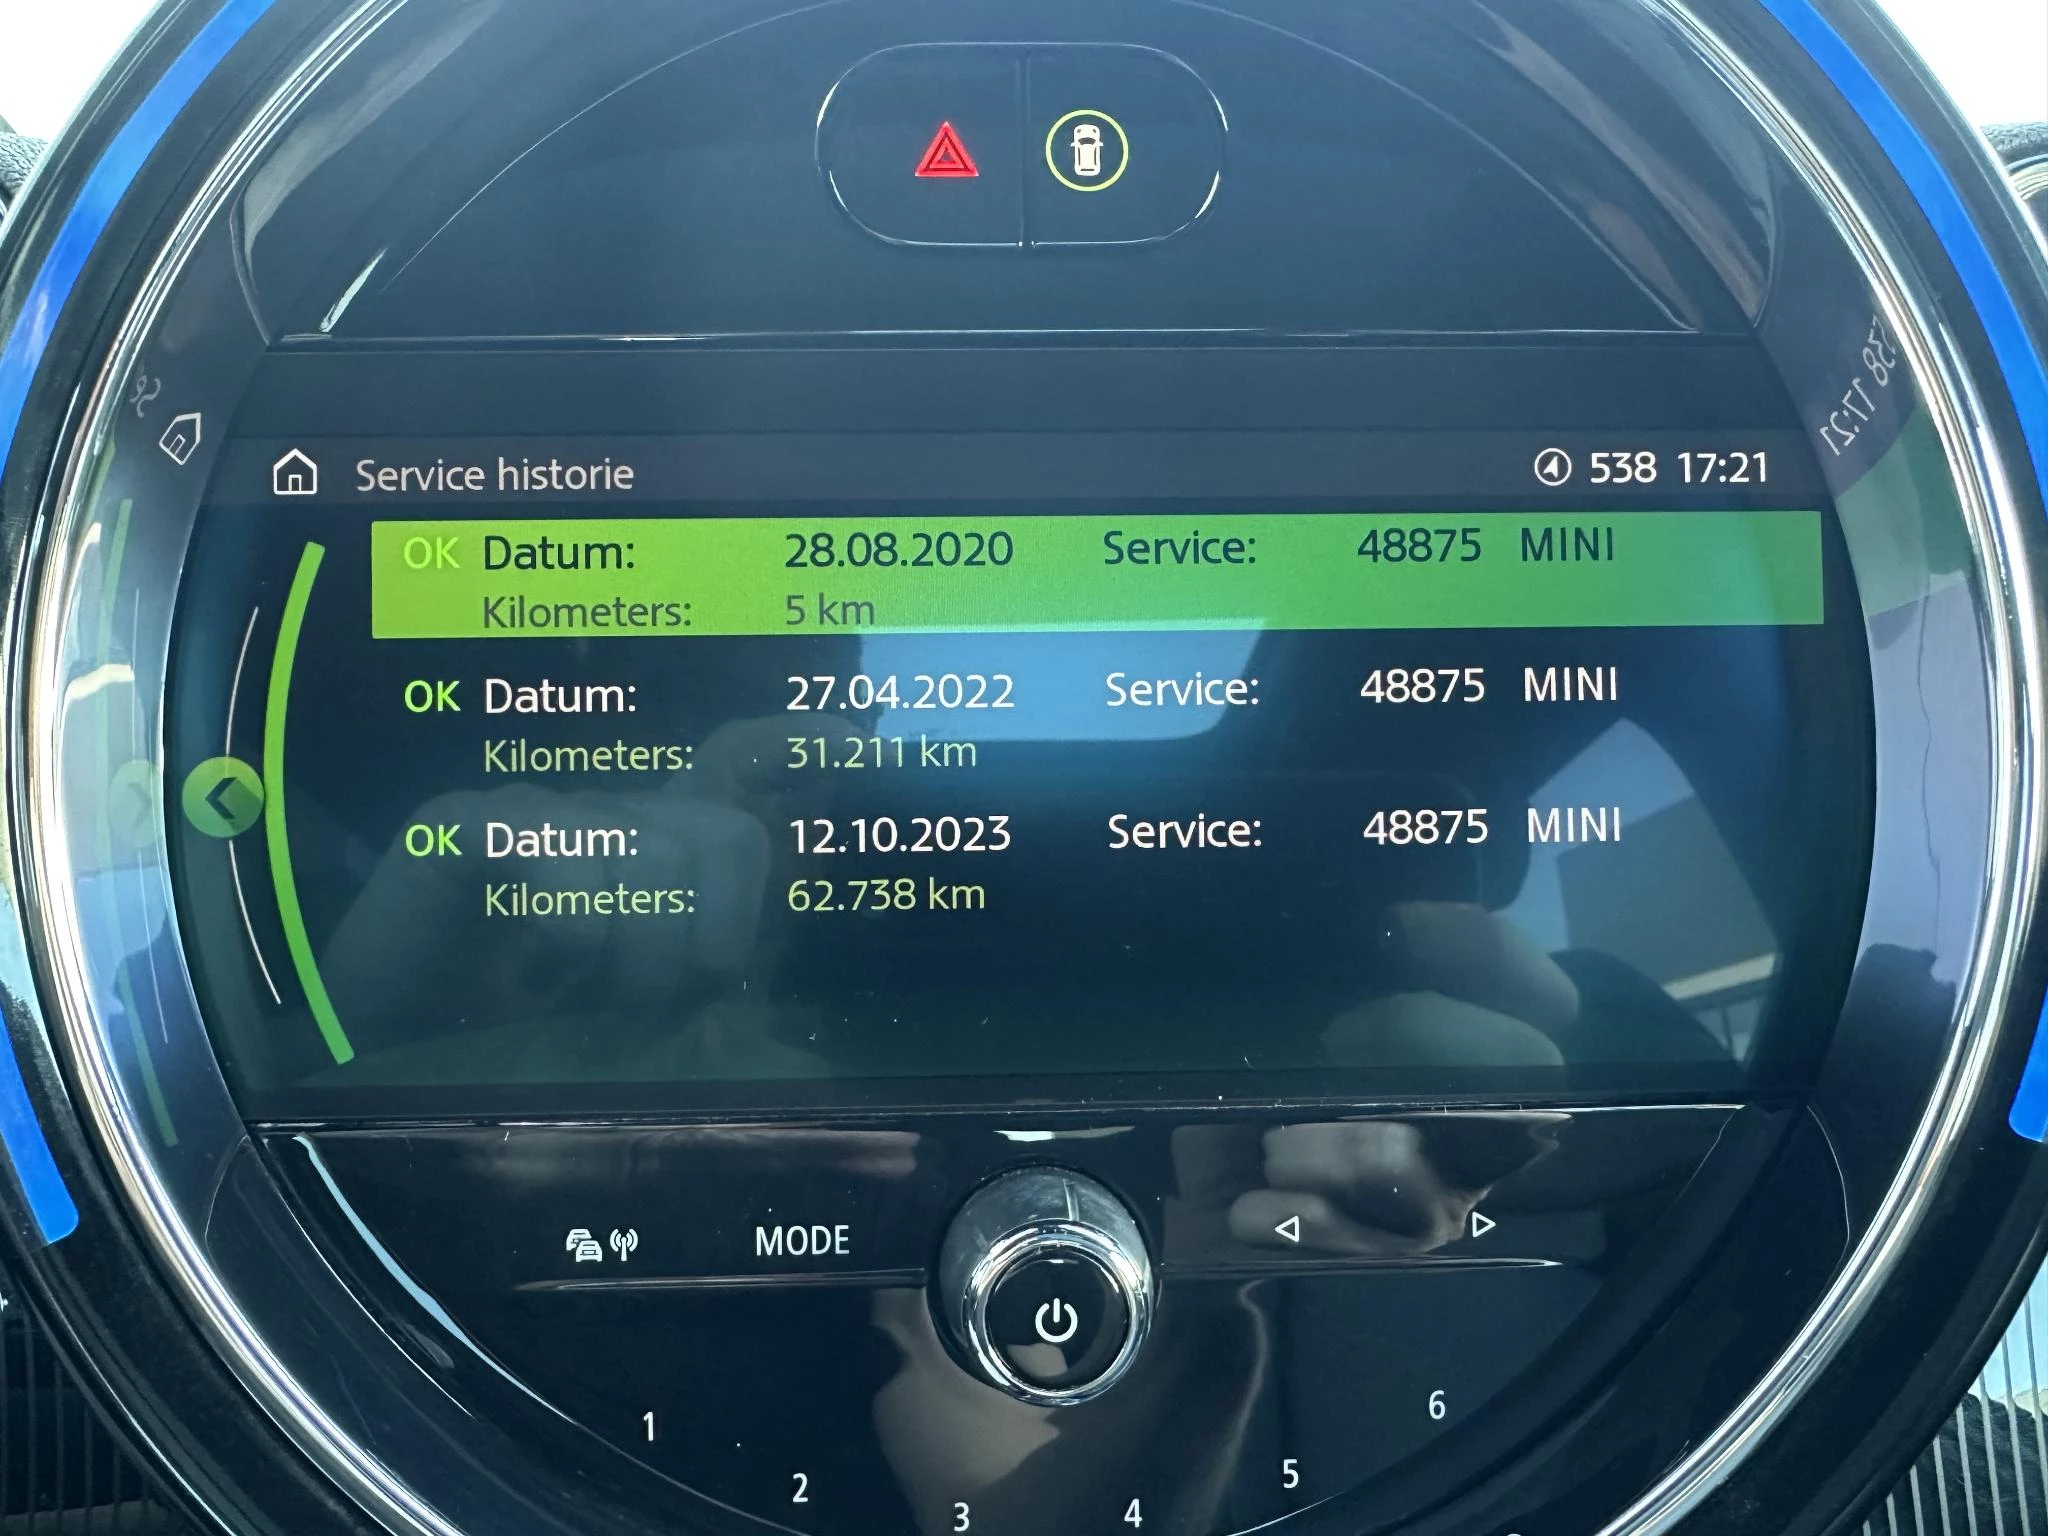 Service historie 538 17:21
OK Datum: 28.08.2020 Service: 48875 MINI
Kilometers: 5 km
OK Datum: 27.04.2022 Service: 48875 MINI
Kilometers: 31.211 km
OK Datum: 12.10.2023 Service: 48875 MINI
Kilometers: 62.738 km
MODE
1 2 3 4 5 6